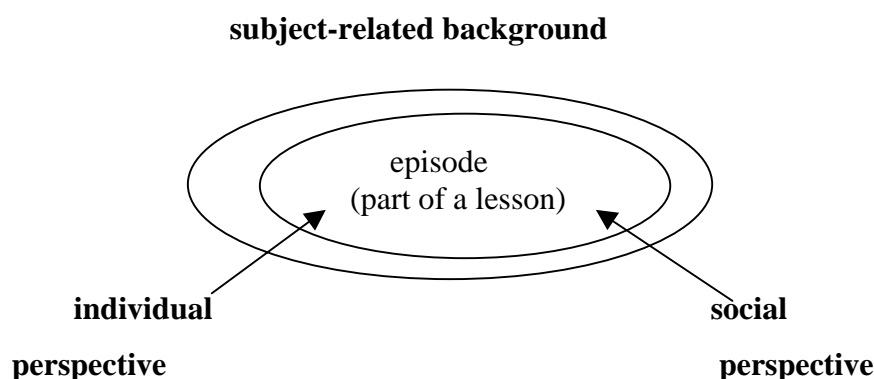 subject-related background
episode
(part of a lesson)
individual
perspective
social
perspective